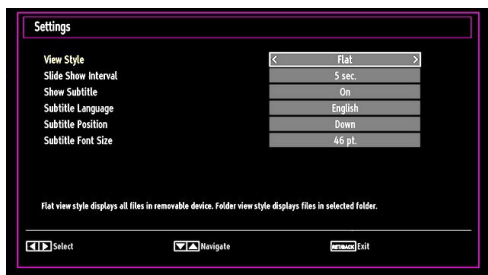 Settings
View Style < Flat >
Slide Show Interval 5 sec.
Show Subtitle On
Subtitle Language English
Subtitle Position Down
Subtitle Font Size 46 pt.
Flat view style displays all files in removable device. Folder view style displays files in selected folder.
Select Navigate RET/BACK Exit